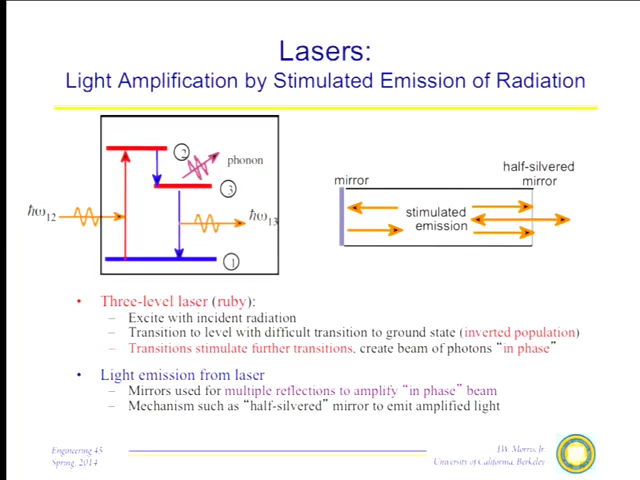 Lasers:
Light Amplification by Stimulated Emission of Radiation
2
phonon
3
ħω12
ħω13
1
half-silvered
mirror
mirror
stimulated
emission
• Three-level laser (ruby):
– Excite with incident radiation
– Transition to level with difficult transition to ground state (inverted population)
– Transitions stimulate further transitions, create beam of photons “in phase”
• Light emission from laser
– Mirrors used for multiple reflections to amplify “in phase” beam
– Mechanism such as “half-silvered” mirror to emit amplified light
Engineering 45
Spring, 2014
J.W. Morris, Jr.
University of California, Berkeley